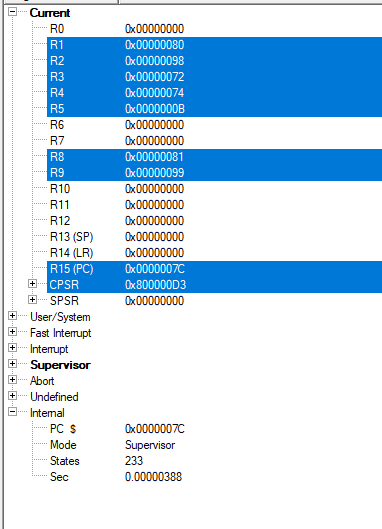 Current
R0 0x00000000
R1 0x00000080
R2 0x00000098
R3 0x00000072
R4 0x00000074
R5 0x0000000B
R6 0x00000000
R7 0x00000000
R8 0x00000081
R9 0x00000099
R10 0x00000000
R11 0x00000000
R12 0x00000000
R13 (SP) 0x00000000
R14 (LR) 0x00000000
R15 (PC) 0x0000007C
CPSR 0x800000D3
SPSR 0x00000000
User/System
Fast Interrupt
Interrupt
Supervisor
Abort
Undefined
Internal
PC $ 0x0000007C
Mode Supervisor
States 233
Sec 0.00000388